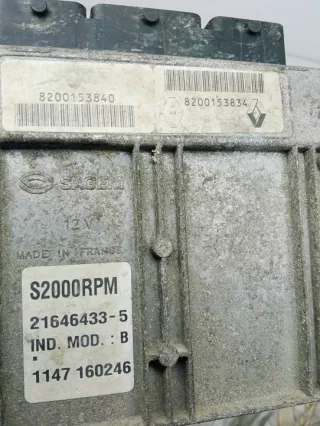 8200153840
8200153834
SAGEM
12V
MADE IN FRANCE
S2000RPM
21646433-5
IND. MOD. : B
1147 160246